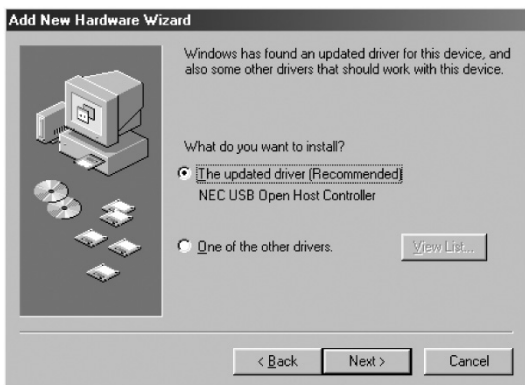 Add New Hardware Wizard
Windows has found an updated driver for this device, and
also some other drivers that should work with this device.
What do you want to install?
The updated driver (Recommended)
NEC USB Open Host Controller
One of the other drivers.
View List...
< Back
Next >
Cancel